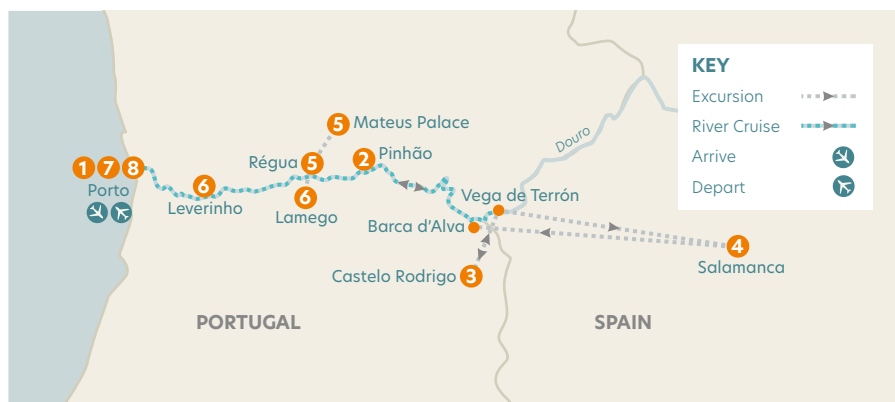 KEY
Excursion
River Cruise
Arrive
Depart
5 Mateus Palace
Douro
Régua 5
2 Pinhão
1 7 8
Porto
6
Leverinho
6
Lamego
Vega de Terrón
Barca d'Alva
4
Salamanca
Castelo Rodrigo 3
PORTUGAL
SPAIN